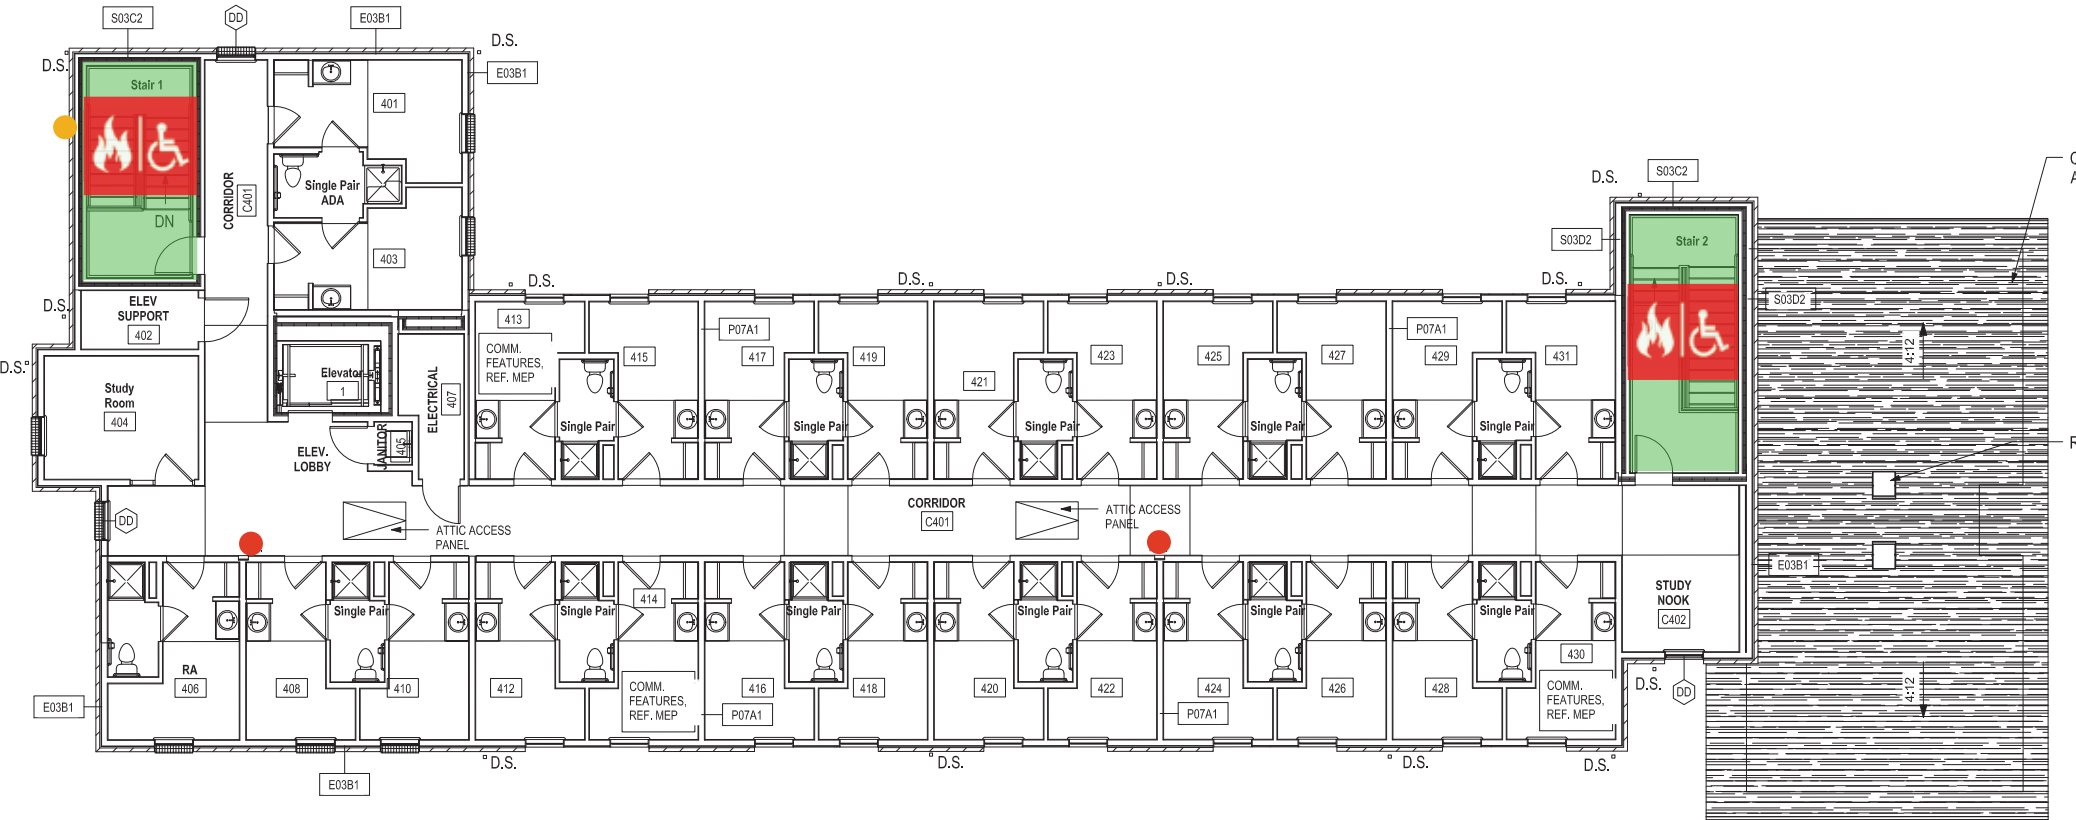 S03C2
DD
E03B1
D.S.
D.S.
E03B1
Stair 1
401
CORRIDOR
C401
Single Pair
ADA
DN
403
D.S.
ELEV
SUPPORT
402
D.S.
Study
Room
404
Elevator
1
ELECTRICAL
407
JANITOR
405
ELEV.
LOBBY
DD
D.S.
413
COMM.
FEATURES,
REF. MEP
415
P07A1
417
419
D.S.
421
423
D.S.
425
427
P07A1
429
D.S.
431
Single Pair
Single Pair
Single Pair
Single Pair
Single Pair
S03C2
D.S.
S03D2
Stair 2
S03D2
4:12
CORRIDOR
C401
ATTIC ACCESS
PANEL
ATTIC ACCESS
PANEL
E03B1
Single Pair
Single Pair
414
Single Pair
Single Pair
Single Pair
Single Pair
STUDY
NOOK
C402
RA
406
408
410
412
COMM.
FEATURES,
REF. MEP
416
P07A1
418
420
422
424
P07A1
426
428
430
COMM.
FEATURES,
REF. MEP
D.S.
DD
4:12
E03B1
E03B1
D.S.
D.S.
D.S.
D.S.